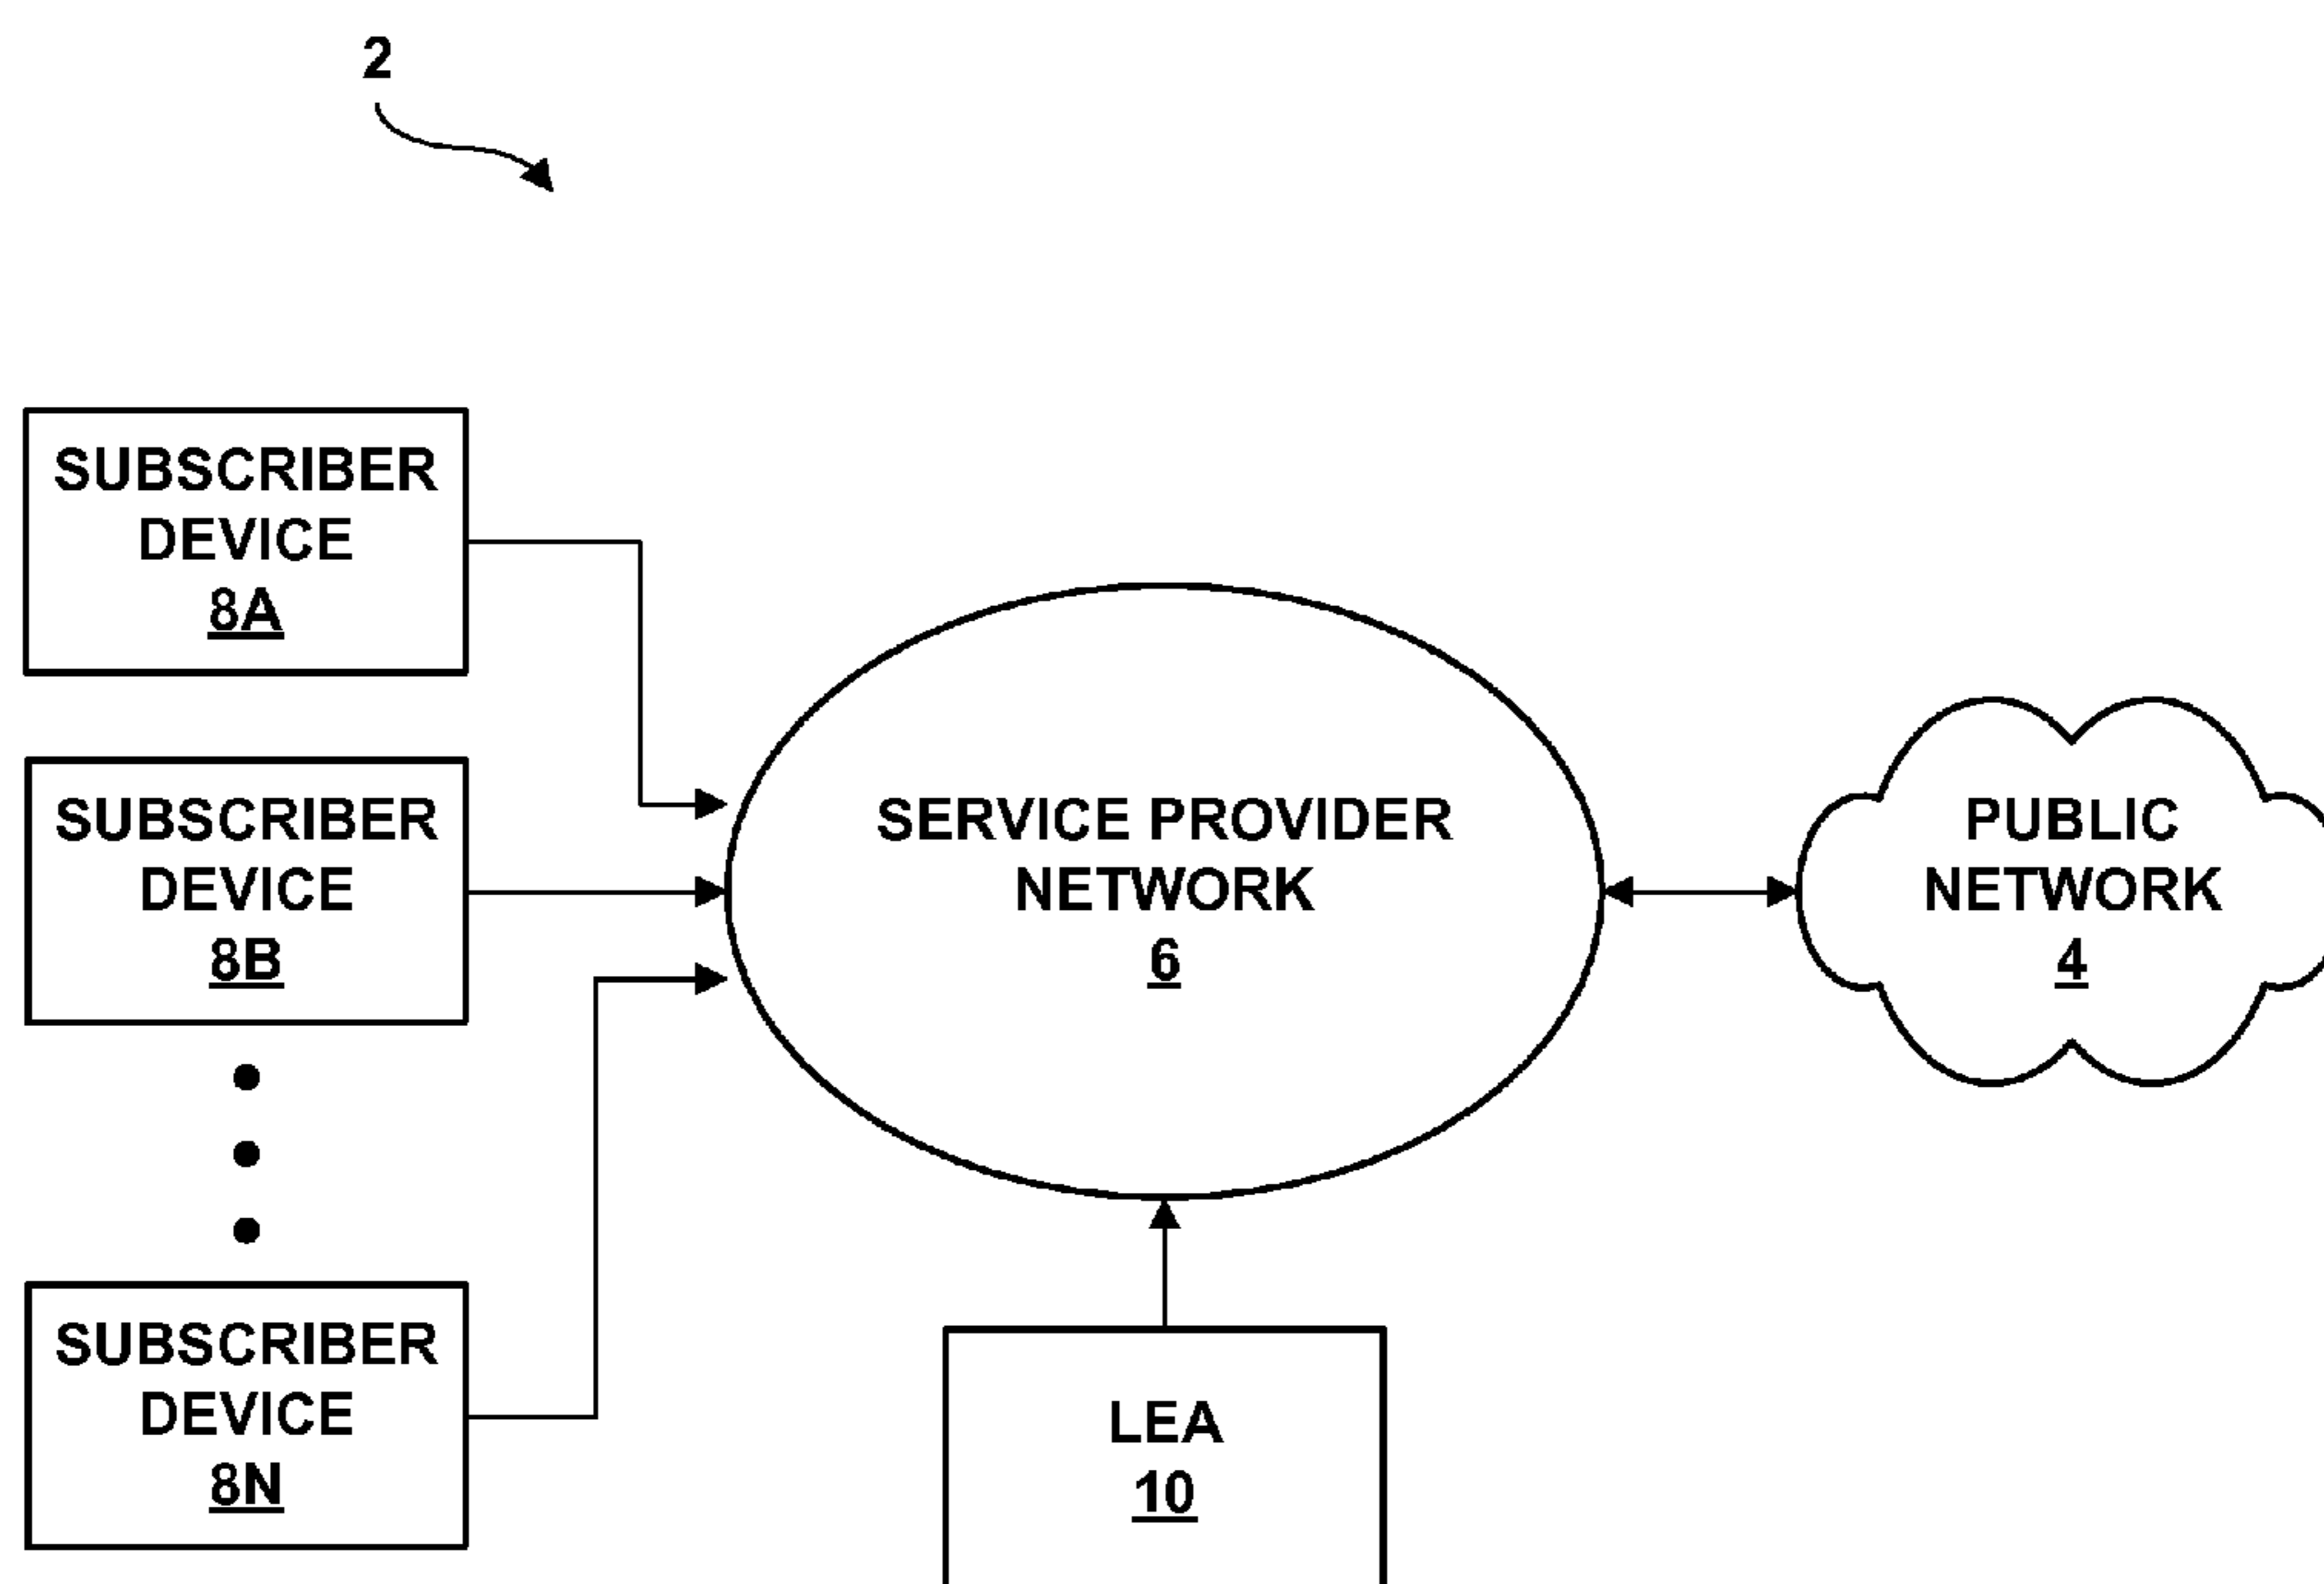 2
SUBSCRIBER
DEVICE
8A
SUBSCRIBER
DEVICE
8B
SUBSCRIBER
DEVICE
8N
SERVICE PROVIDER
NETWORK
6
PUBLIC
NETWORK
4
LEA
10